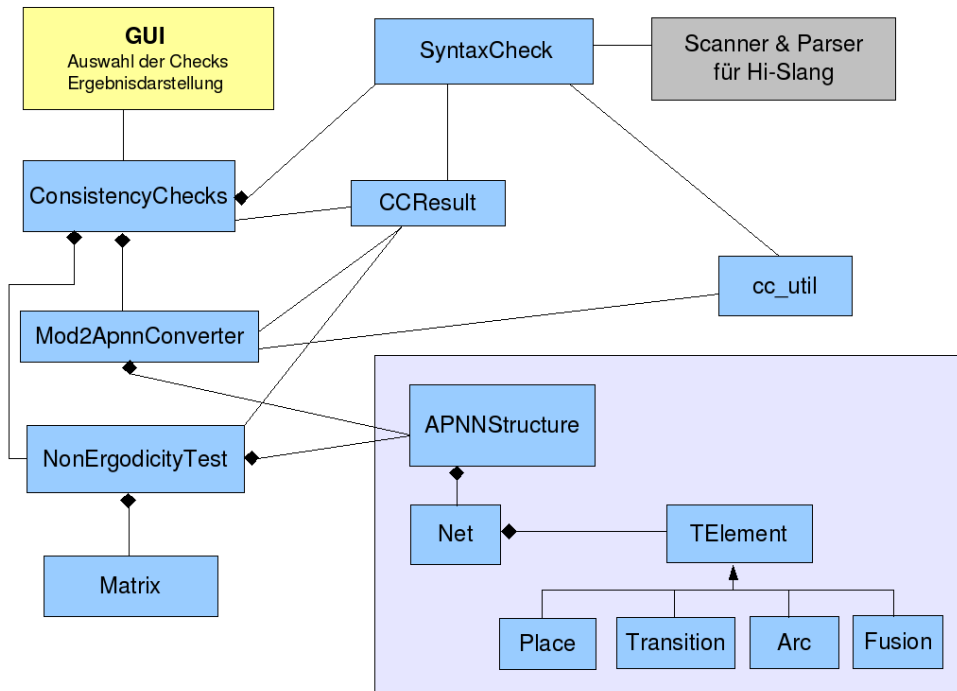 GUI
Auswahl der Checks
Ergebnisdarstellung
SyntaxCheck
Scanner & Parser
für Hi-Slang
ConsistencyChecks
CCResult
cc_util
Mod2ApnnConverter
APNNStructure
NonErgodicityTest
Net
TElement
Matrix
Place
Transition
Arc
Fusion